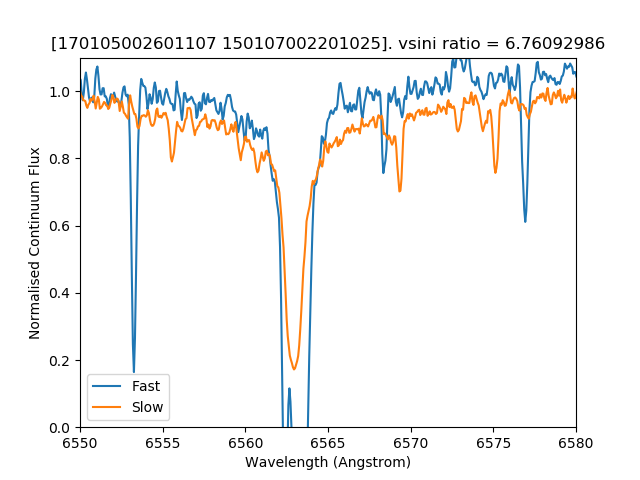 [170105002601107 150107002201025]. vsini ratio = 6.76092986
Normalised Continuum Flux
1.0
0.8
0.6
0.4
0.2
0.0
Fast
Slow
6550 6555 6560 6565 6570 6575 6580
Wavelength (Angstrom)